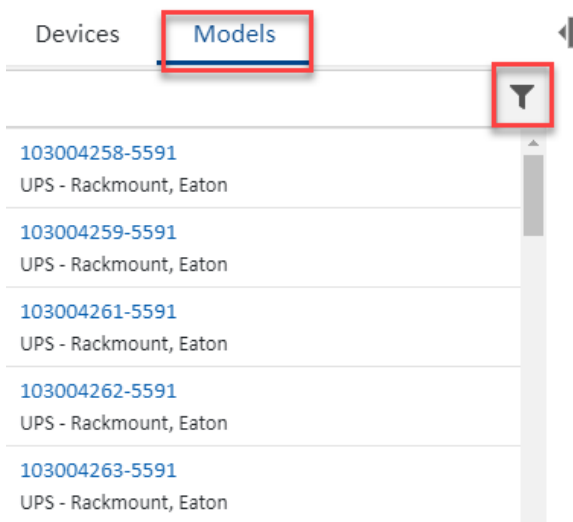 Devices Models
103004258-5591
UPS - Rackmount, Eaton
103004259-5591
UPS - Rackmount, Eaton
103004261-5591
UPS - Rackmount, Eaton
103004262-5591
UPS - Rackmount, Eaton
103004263-5591
UPS - Rackmount, Eaton